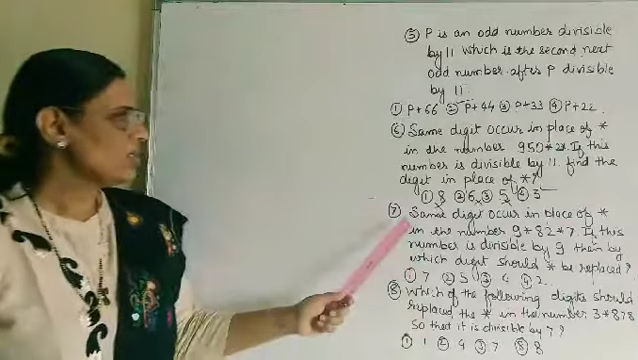 ⑤ P is an odd number divisible
by 11 which is the second next
odd number after P divisible
by 11
① P+66 ② P+44 ③ P+33 ④ P+22
⑥ Same digit occur in place of *
in the number 950*2*. If this
number is divisible by 11. find the
digit in place of *?
① 8 ② 6 ③ 5 ④ 3
⑦ Same digit occur in place of *
in the number 9*82*7. If this
number is divisible by 9 then by
which digit should * be replaced?
① 7 ② 5 ③ 4 ④ 2
⑧ Which of the following digits should
replaced the * in the number 3*878
So that it is divisible by 7?
① 1 ② 4 ③ 7 8